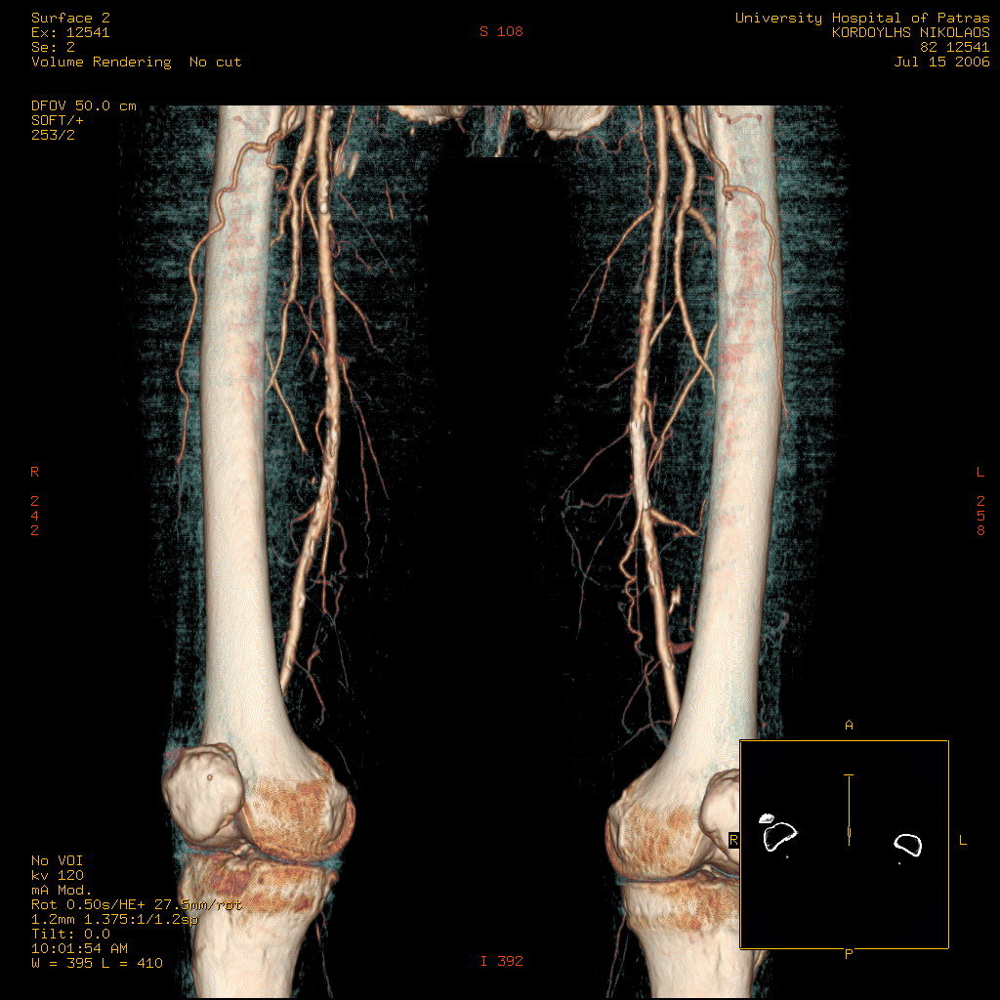 Surface 2
Ex: 12541
Se: 2
Volume Rendering No cut
DFOV 50.0 cm
SOFT/+
253/2
S 108
University Hospital of Patras
KORDOYLHS NIKOLAOS
82 12541
Jul 15 2006
R
2
4
2
L
2
5
8
A
R
L
P
No VOI
kv 120
mA Mod.
Rot 0.50s/HE+ 27.5mm/rot
1.2mm 1.375:1/1.2sp
Tilt: 0.0
10:01:54 AM
W = 395 L = 410
I 392